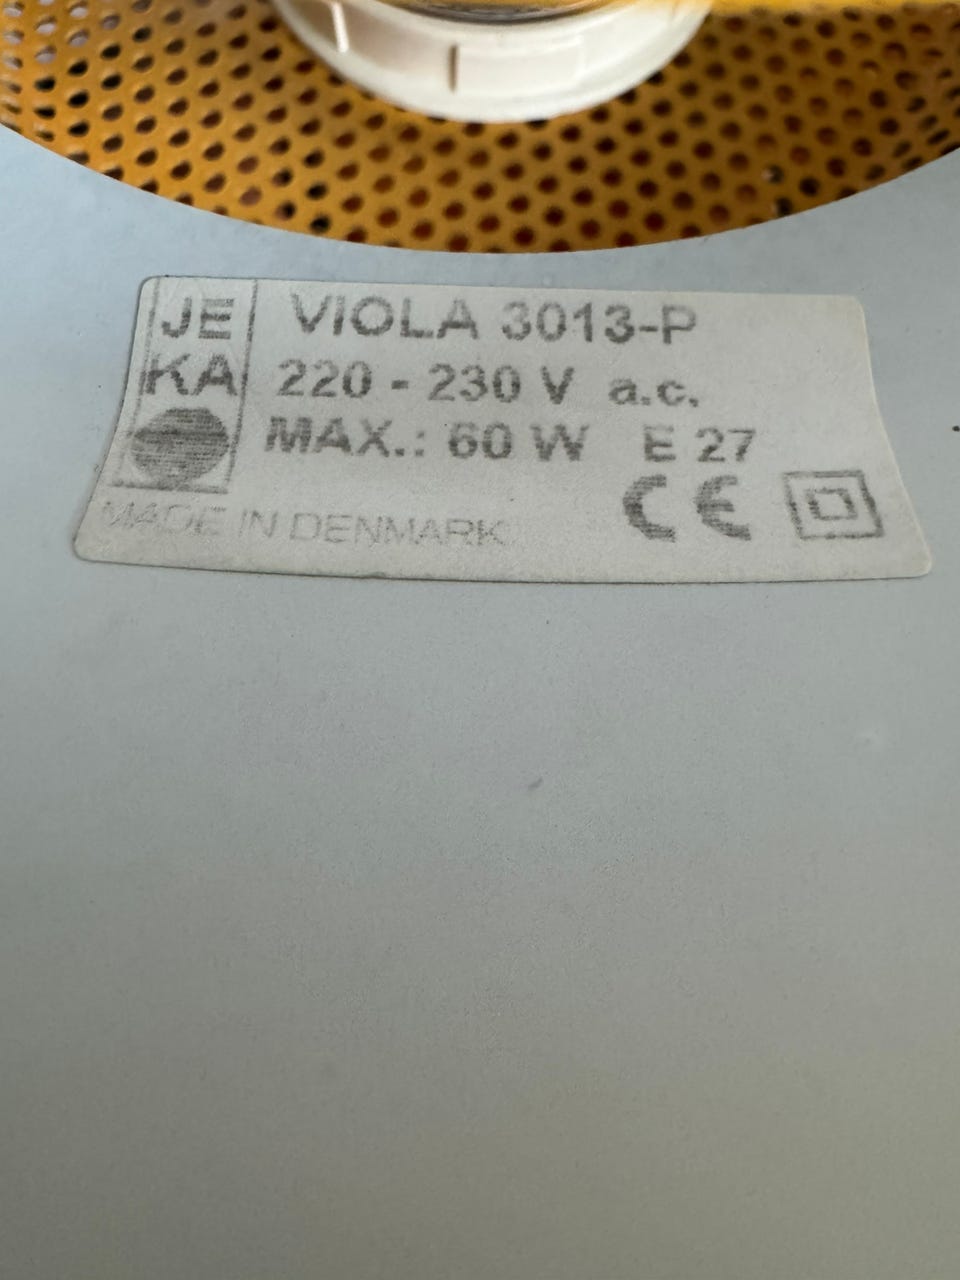 JE
KA
VIOLA 3013-P
220 - 230 V a.c.
MAX.: 60 W E 27
MADE IN DENMARK
CE